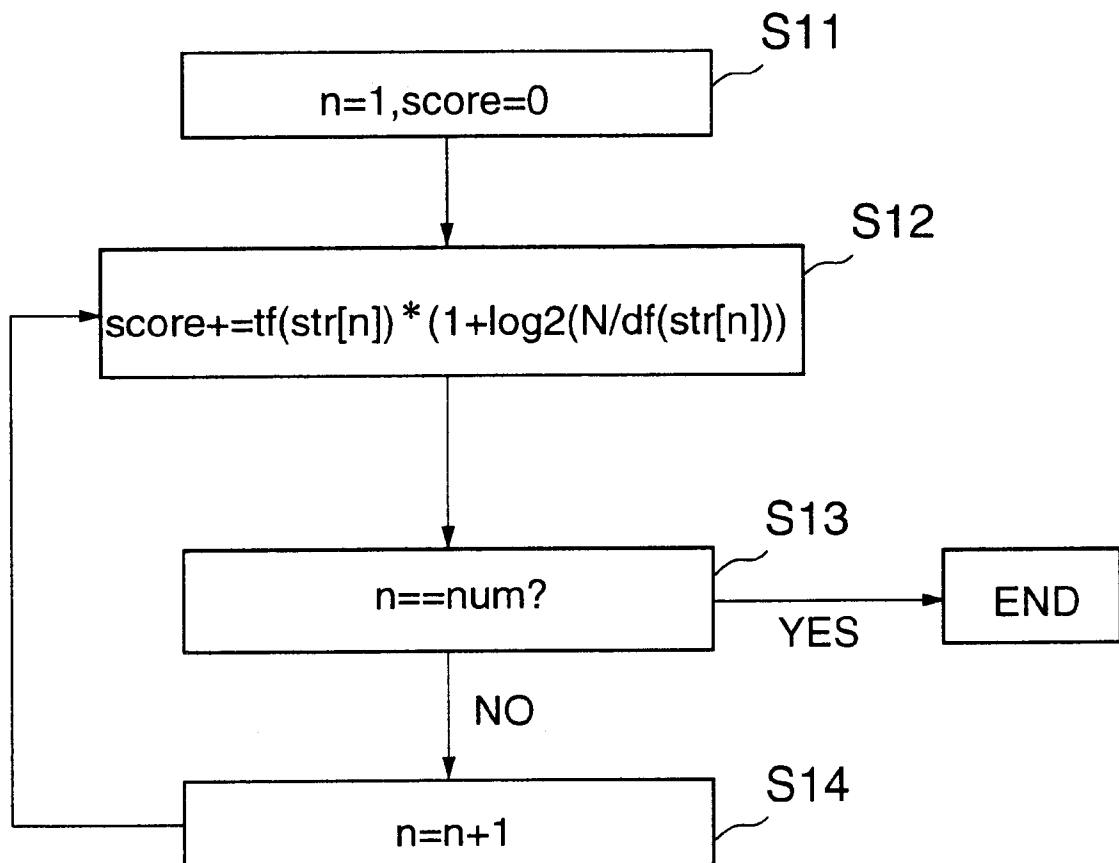 S11
n=1,score=0
S12
score+=tf(str[n])*(1+log2(N/df(str[n]))
S13
n==num?
END
YES
NO
S14
n=n+1